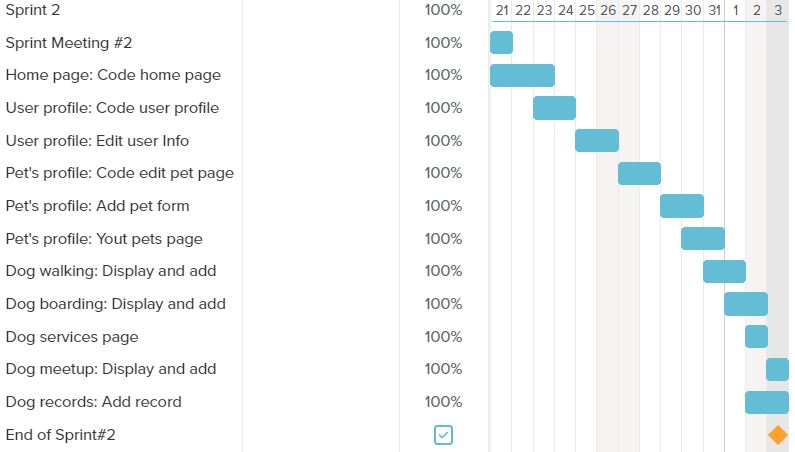 Sprint 2 100% 21 22 23 24 25 26 27 28 29 30 31 1 2 3
Sprint Meeting #2 100%
Home page: Code home page 100%
User profile: Code user profile 100%
User profile: Edit user Info 100%
Pet's profile: Code edit pet page 100%
Pet's profile: Add pet form 100%
Pet's profile: Yout pets page 100%
Dog walking: Display and add 100%
Dog boarding: Display and add 100%
Dog services page 100%
Dog meetup: Display and add 100%
Dog records: Add record 100%
End of Sprint#2